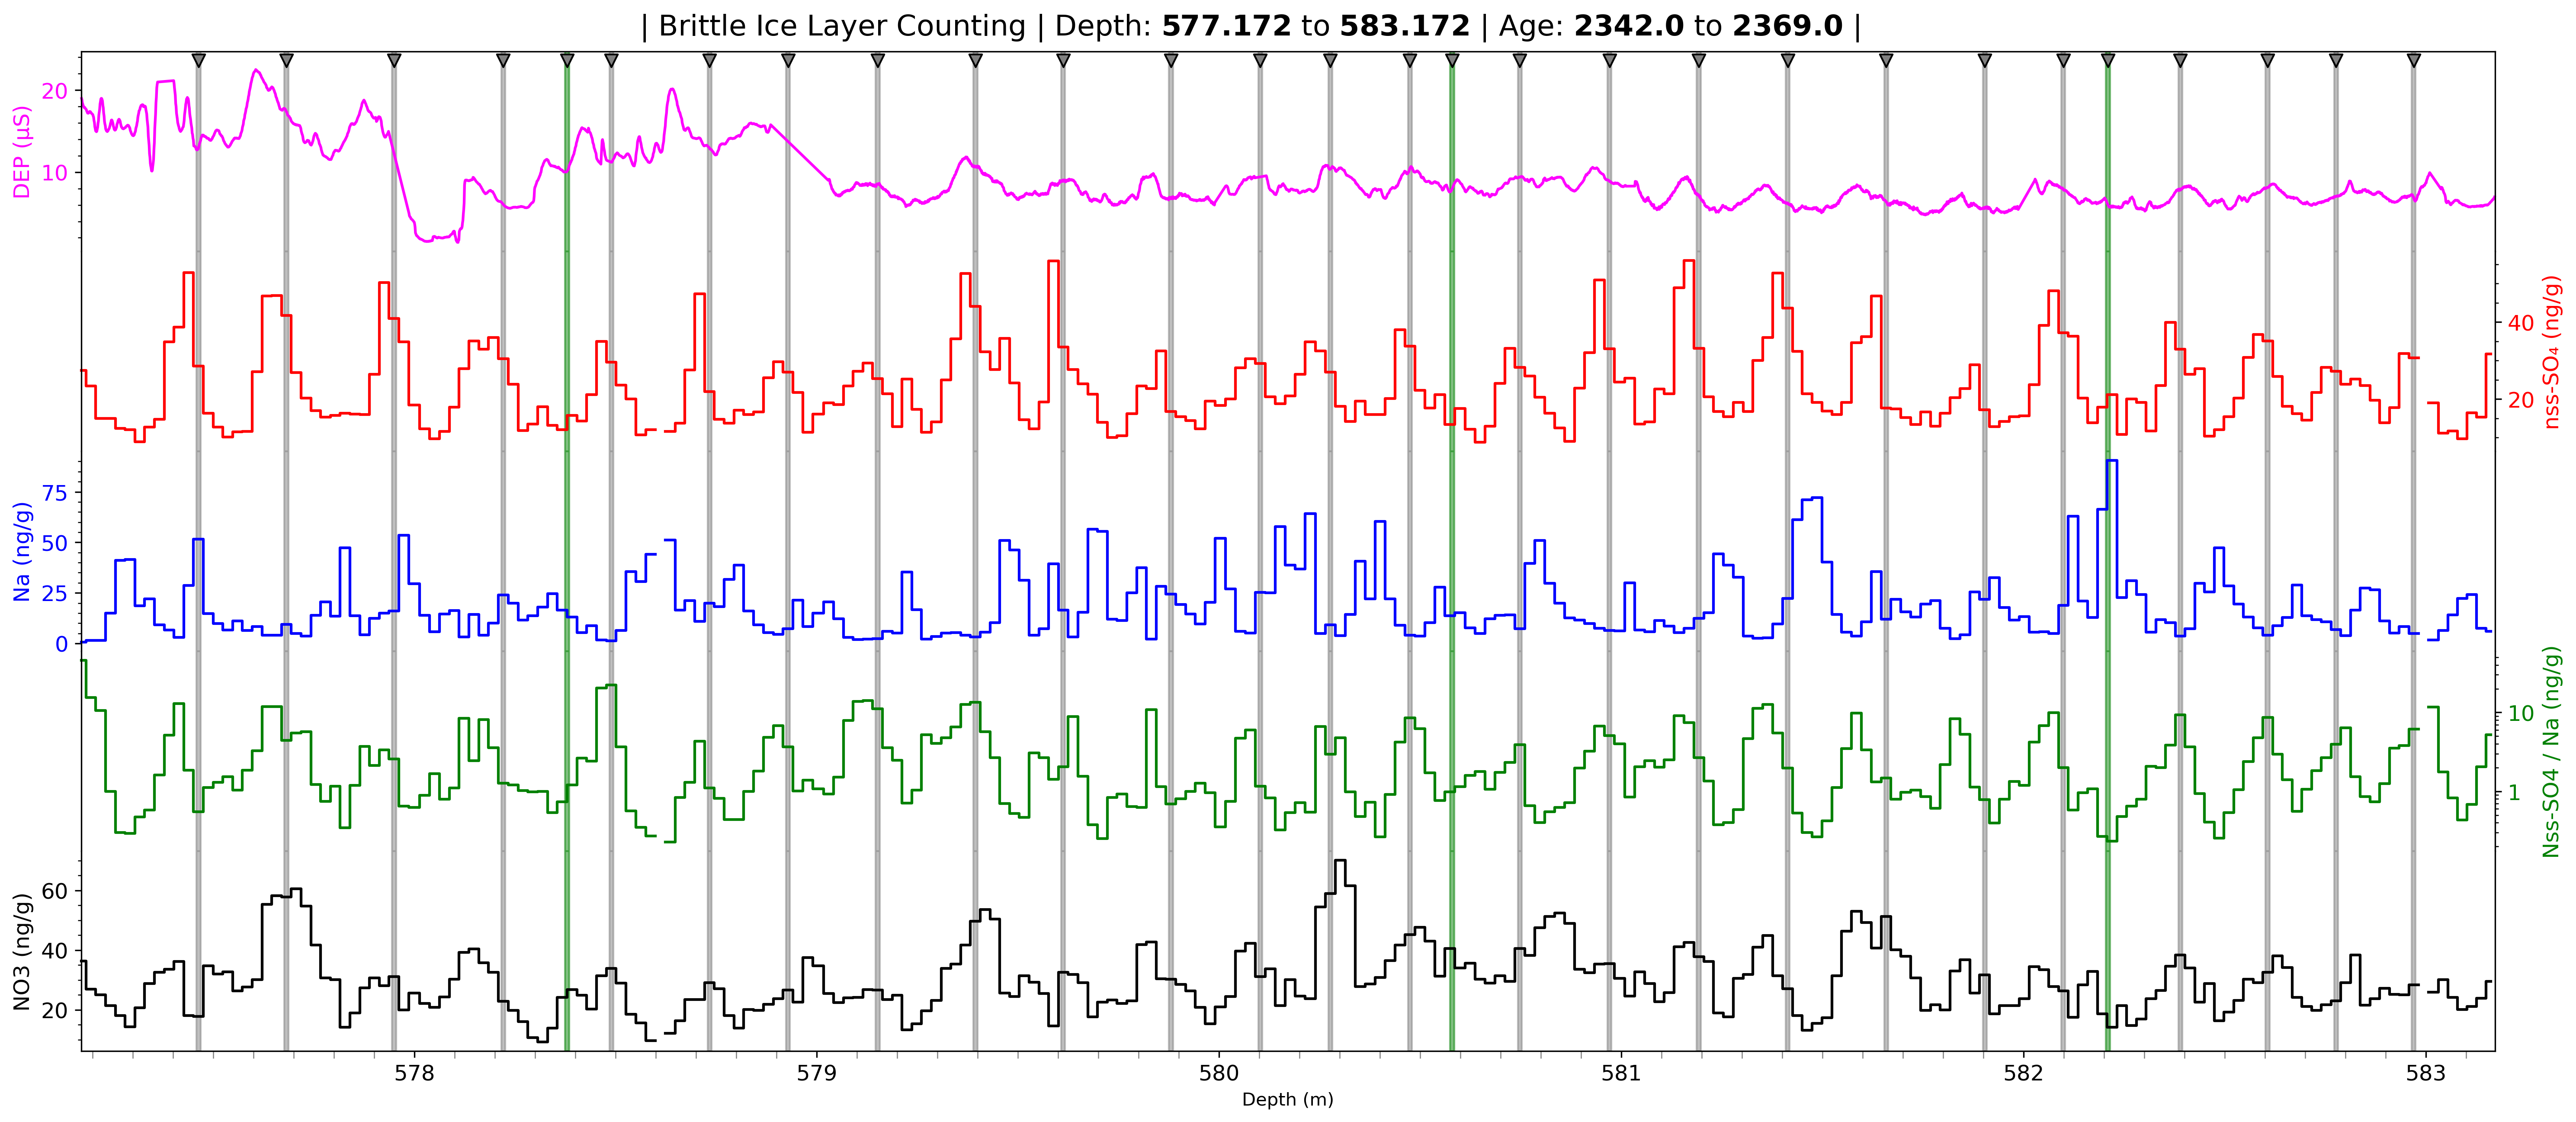 | Brittle Ice Layer Counting | Depth: 577.172 to 583.172 | Age: 2342.0 to 2369.0 |
DEP (µS)
20
10
nss-SO₄ (ng/g)
40
20
Na (ng/g)
75
50
25
0
Nss-SO4 / Na (ng/g)
10
1
NO3 (ng/g)
60
40
20
578
579
580
581
582
583
Depth (m)